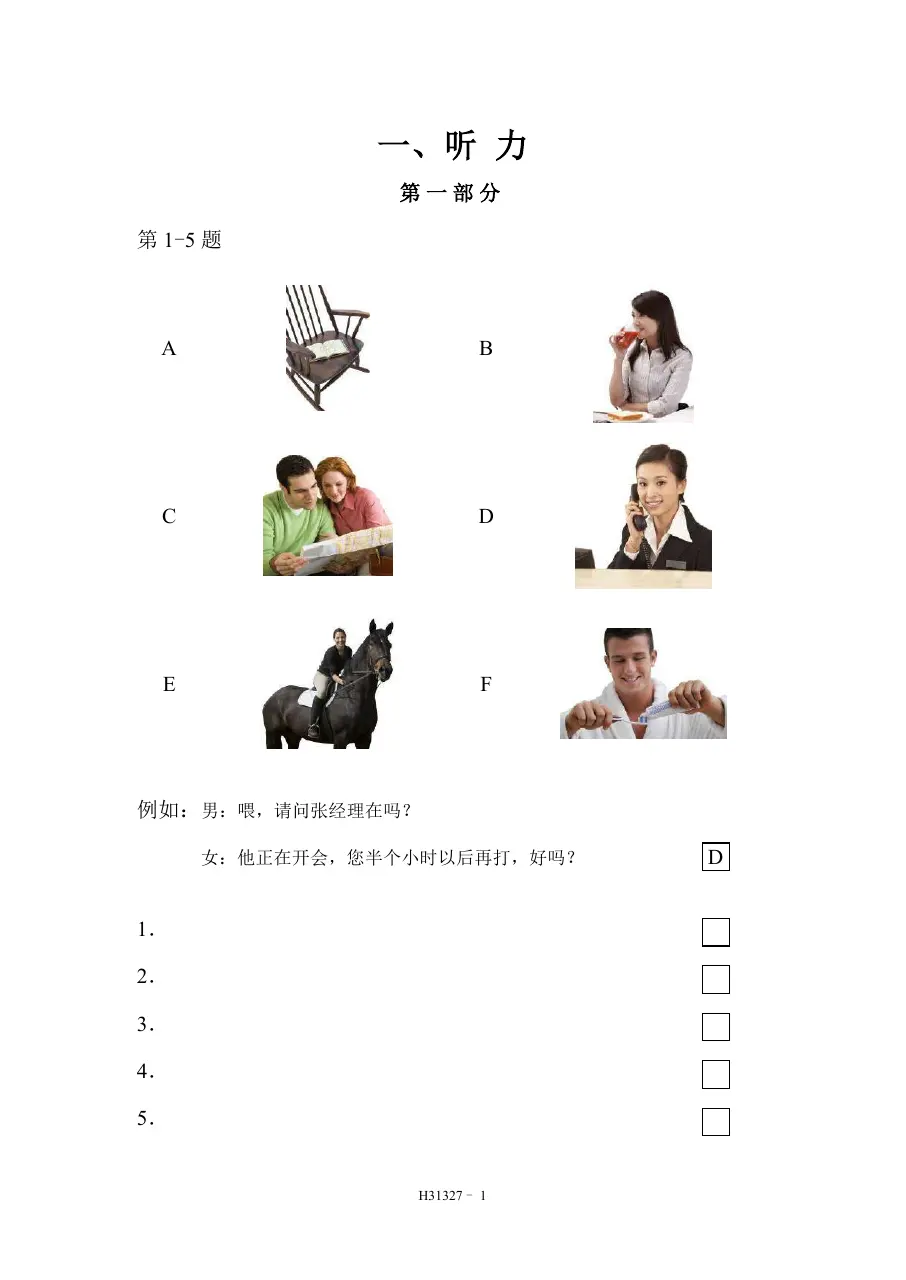 一、听 力
第 一 部 分
第 1-5 题
A
B
C
D
E
F
例如：男：喂，请问张经理在吗？
女：他正在开会，您半个小时以后再打，好吗？ D
1.
2.
3.
4.
5.
H31327 - 1